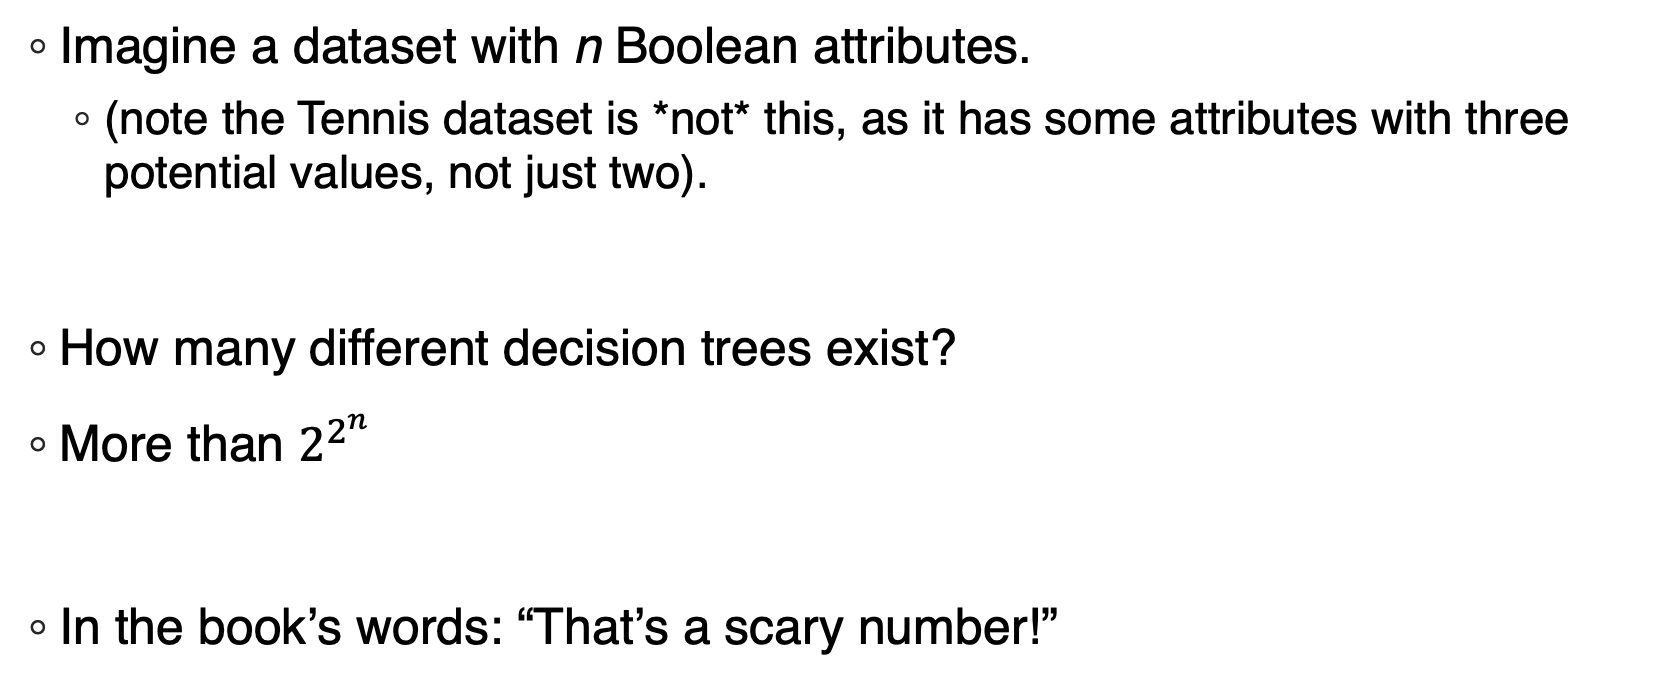 ◦ Imagine a dataset with n Boolean attributes.
◦ (note the Tennis dataset is *not* this, as it has some attributes with three
potential values, not just two).
◦ How many different decision trees exist?
◦ More than 2^{2^n}
◦ In the book’s words: “That’s a scary number!”